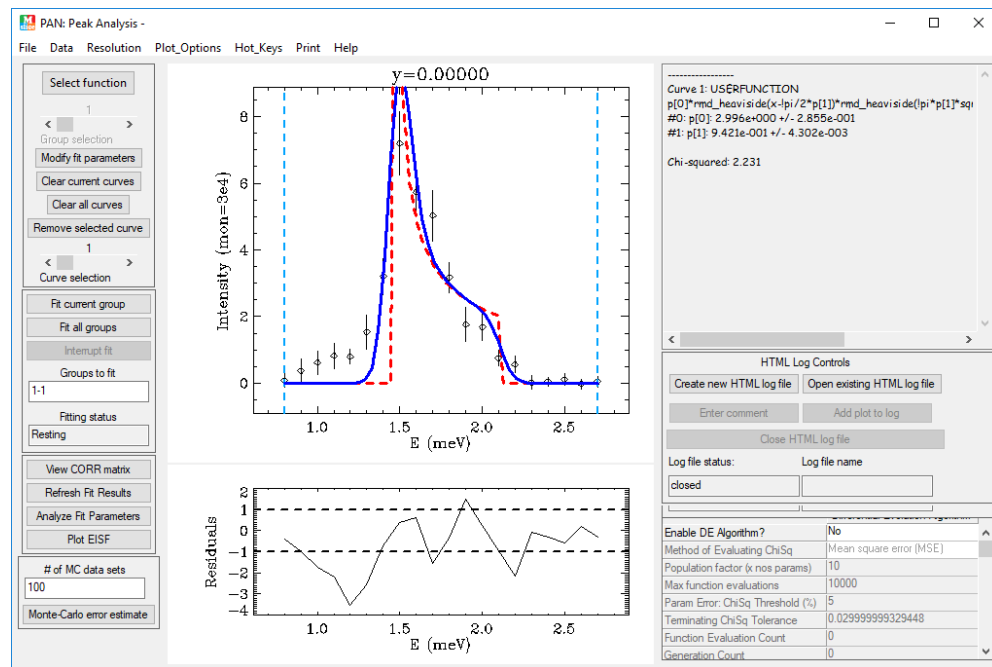 PAN: Peak Analysis -
File Data Resolution Plot_Options Hot_Keys Print Help
Select function
1
Group selection
Modify fit parameters
Clear current curves
Clear all curves
Remove selected curve
1
Curve selection
Fit current group
Fit all groups
Interrupt fit
Groups to fit
1-1
Fitting status
Resting
View CORR matrix
Refresh Fit Results
Analyze Fit Parameters
Plot EISF
# of MC data sets
100
Monte-Carlo error estimate
y=0.00000
Intensity (mon=3e4)
8
6
4
2
0
1.0 1.5 2.0 2.5
E (meV)
Residuals
2
1
0
-1
-2
-3
-4
1.0 1.5 2.0 2.5
E (meV)
----------------
Curve 1: USERFUNCTION
p[0]*rmd_heaviside(x-!pi/2*p[1])*rmd_heaviside(!pi*p[1]*sqr
#0: p[0]: 2.996e+000 +/- 2.855e-001
#1: p[1]: 9.421e-001 +/- 4.302e-003
Chi-squared: 2.231
HTML Log Controls
Create new HTML log file Open existing HTML log file
Enter comment Add plot to log
Close HTML log file
Log file status: Log file name
closed
Enable DE Algorithm? No
Method of Evaluating ChiSq Mean square error (MSE)
Population factor (x nos params) 10
Max function evaluations 10000
Param Error: ChiSq Threshold (%) 5
Terminating ChiSq Tolerance 0.029999999329448
Function Evaluation Count 0
Generation Count 0